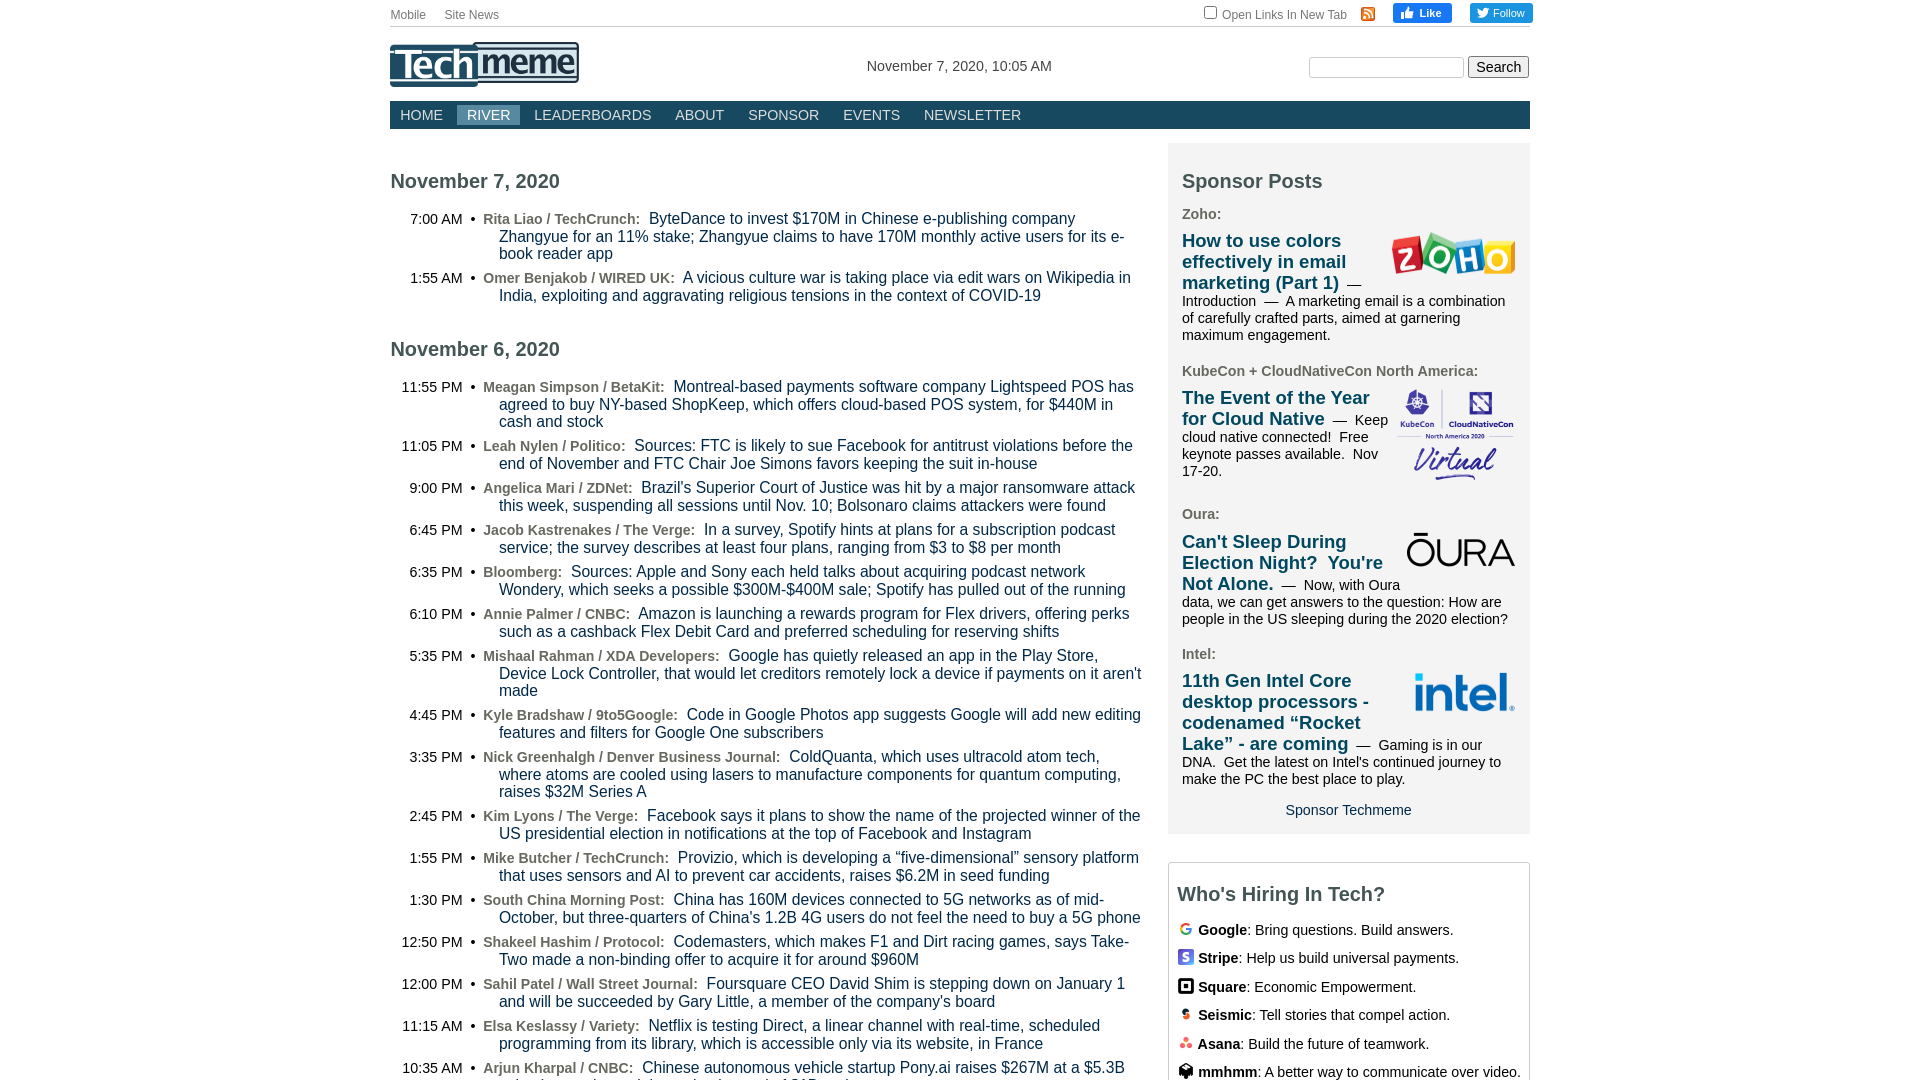 Mobile Site News Open Links In New Tab Like Follow
Techmeme
November 7, 2020, 10:05 AM
Search
HOME RIVER LEADERBOARDS ABOUT SPONSOR EVENTS NEWSLETTER
November 7, 2020
7:00 AM • Rita Liao / TechCrunch: ByteDance to invest $170M in Chinese e-publishing company
Zhangyue for an 11% stake; Zhangyue claims to have 170M monthly active users for its e-
book reader app
1:55 AM • Omer Benjakob / WIRED UK: A vicious culture war is taking place via edit wars on Wikipedia in
India, exploiting and aggravating religious tensions in the context of COVID-19
November 6, 2020
11:55 PM • Meagan Simpson / BetaKit: Montreal-based payments software company Lightspeed POS has
agreed to buy NY-based ShopKeep, which offers cloud-based POS system, for $440M in
cash and stock
11:05 PM • Leah Nylen / Politico: Sources: FTC is likely to sue Facebook for antitrust violations before the
end of November and FTC Chair Joe Simons favors keeping the suit in-house
9:00 PM • Angelica Mari / ZDNet: Brazil's Superior Court of Justice was hit by a major ransomware attack
this week, suspending all sessions until Nov. 10; Bolsonaro claims attackers were found
6:45 PM • Jacob Kastrenakes / The Verge: In a survey, Spotify hints at plans for a subscription podcast
service; the survey describes at least four plans, ranging from $3 to $8 per month
6:35 PM • Bloomberg: Sources: Apple and Sony each held talks about acquiring podcast network
Wondery, which seeks a possible $300M-$400M sale; Spotify has pulled out of the running
6:10 PM • Annie Palmer / CNBC: Amazon is launching a rewards program for Flex drivers, offering perks
such as a cashback Flex Debit Card and preferred scheduling for reserving shifts
5:35 PM • Mishaal Rahman / XDA Developers: Google has quietly released an app in the Play Store,
Device Lock Controller, that would let creditors remotely lock a device if payments on it aren't
made
4:45 PM • Kyle Bradshaw / 9to5Google: Code in Google Photos app suggests Google will add new editing
features and filters for Google One subscribers
3:35 PM • Nick Greenhalgh / Denver Business Journal: ColdQuanta, which uses ultracold atom tech,
where atoms are cooled using lasers to manufacture components for quantum computing,
raises $32M Series A
2:45 PM • Kim Lyons / The Verge: Facebook says it plans to show the name of the projected winner of the
US presidential election in notifications at the top of Facebook and Instagram
1:55 PM • Mike Butcher / TechCrunch: Provizio, which is developing a “five-dimensional” sensory platform
that uses sensors and AI to prevent car accidents, raises $6.2M in seed funding
1:30 PM • South China Morning Post: China has 160M devices connected to 5G networks as of mid-
October, but three-quarters of China's 1.2B 4G users do not feel the need to buy a 5G phone
12:50 PM • Shakeel Hashim / Protocol: Codemasters, which makes F1 and Dirt racing games, says Take-
Two made a non-binding offer to acquire it for around $960M
12:00 PM • Sahil Patel / Wall Street Journal: Foursquare CEO David Shim is stepping down on January 1
and will be succeeded by Gary Little, a member of the company's board
11:15 AM • Elsa Keslassy / Variety: Netflix is testing Direct, a linear channel with real-time, scheduled
programming from its library, which is accessible only via its website, in France
10:35 AM • Arjun Kharpal / CNBC: Chinese autonomous vehicle startup Pony.ai raises $267M at a $5.3B
Sponsor Posts
Zoho:
ZOHO
How to use colors
effectively in email
marketing (Part 1) —
Introduction — A marketing email is a combination
of carefully crafted parts, aimed at garnering
maximum engagement.
KubeCon + CloudNativeCon North America:
KubeCon CloudNativeCon
North America 2020
Virtual
The Event of the Year
for Cloud Native — Keep
cloud native connected! Free
keynote passes available. Nov
17-20.
Oura:
ŌURA
Can't Sleep During
Election Night? You're
Not Alone. — Now, with Oura
data, we can get answers to the question: How are
people in the US sleeping during the 2020 election?
Intel:
intel.
11th Gen Intel Core
desktop processors -
codenamed “Rocket
Lake” - are coming — Gaming is in our
DNA. Get the latest on Intel's continued journey to
make the PC the best place to play.
Sponsor Techmeme
Who's Hiring In Tech?
Google: Bring questions. Build answers.
Stripe: Help us build universal payments.
Square: Economic Empowerment.
Seismic: Tell stories that compel action.
Asana: Build the future of teamwork.
mmhmm: A better way to communicate over video.